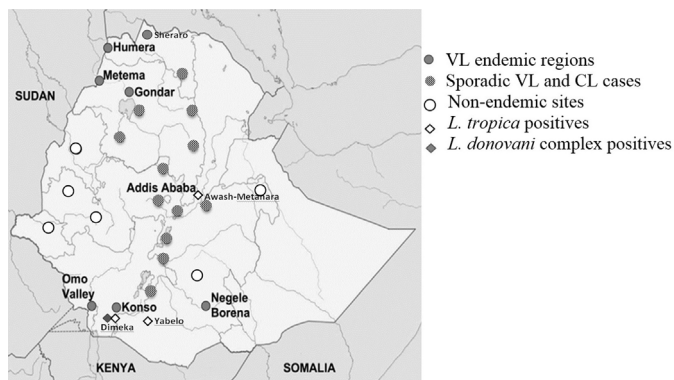 Sheraro
Humera
Metema
Gondar
SUDAN
Addis Ababa
Awash-Metahara
Omo
Valley
Konso
Negele
Borena
Dimeka
Yabelo
KENYA
SOMALIA
VL endemic regions
Sporadic VL and CL cases
Non-endemic sites
L. tropica positives
L. donovani complex positives